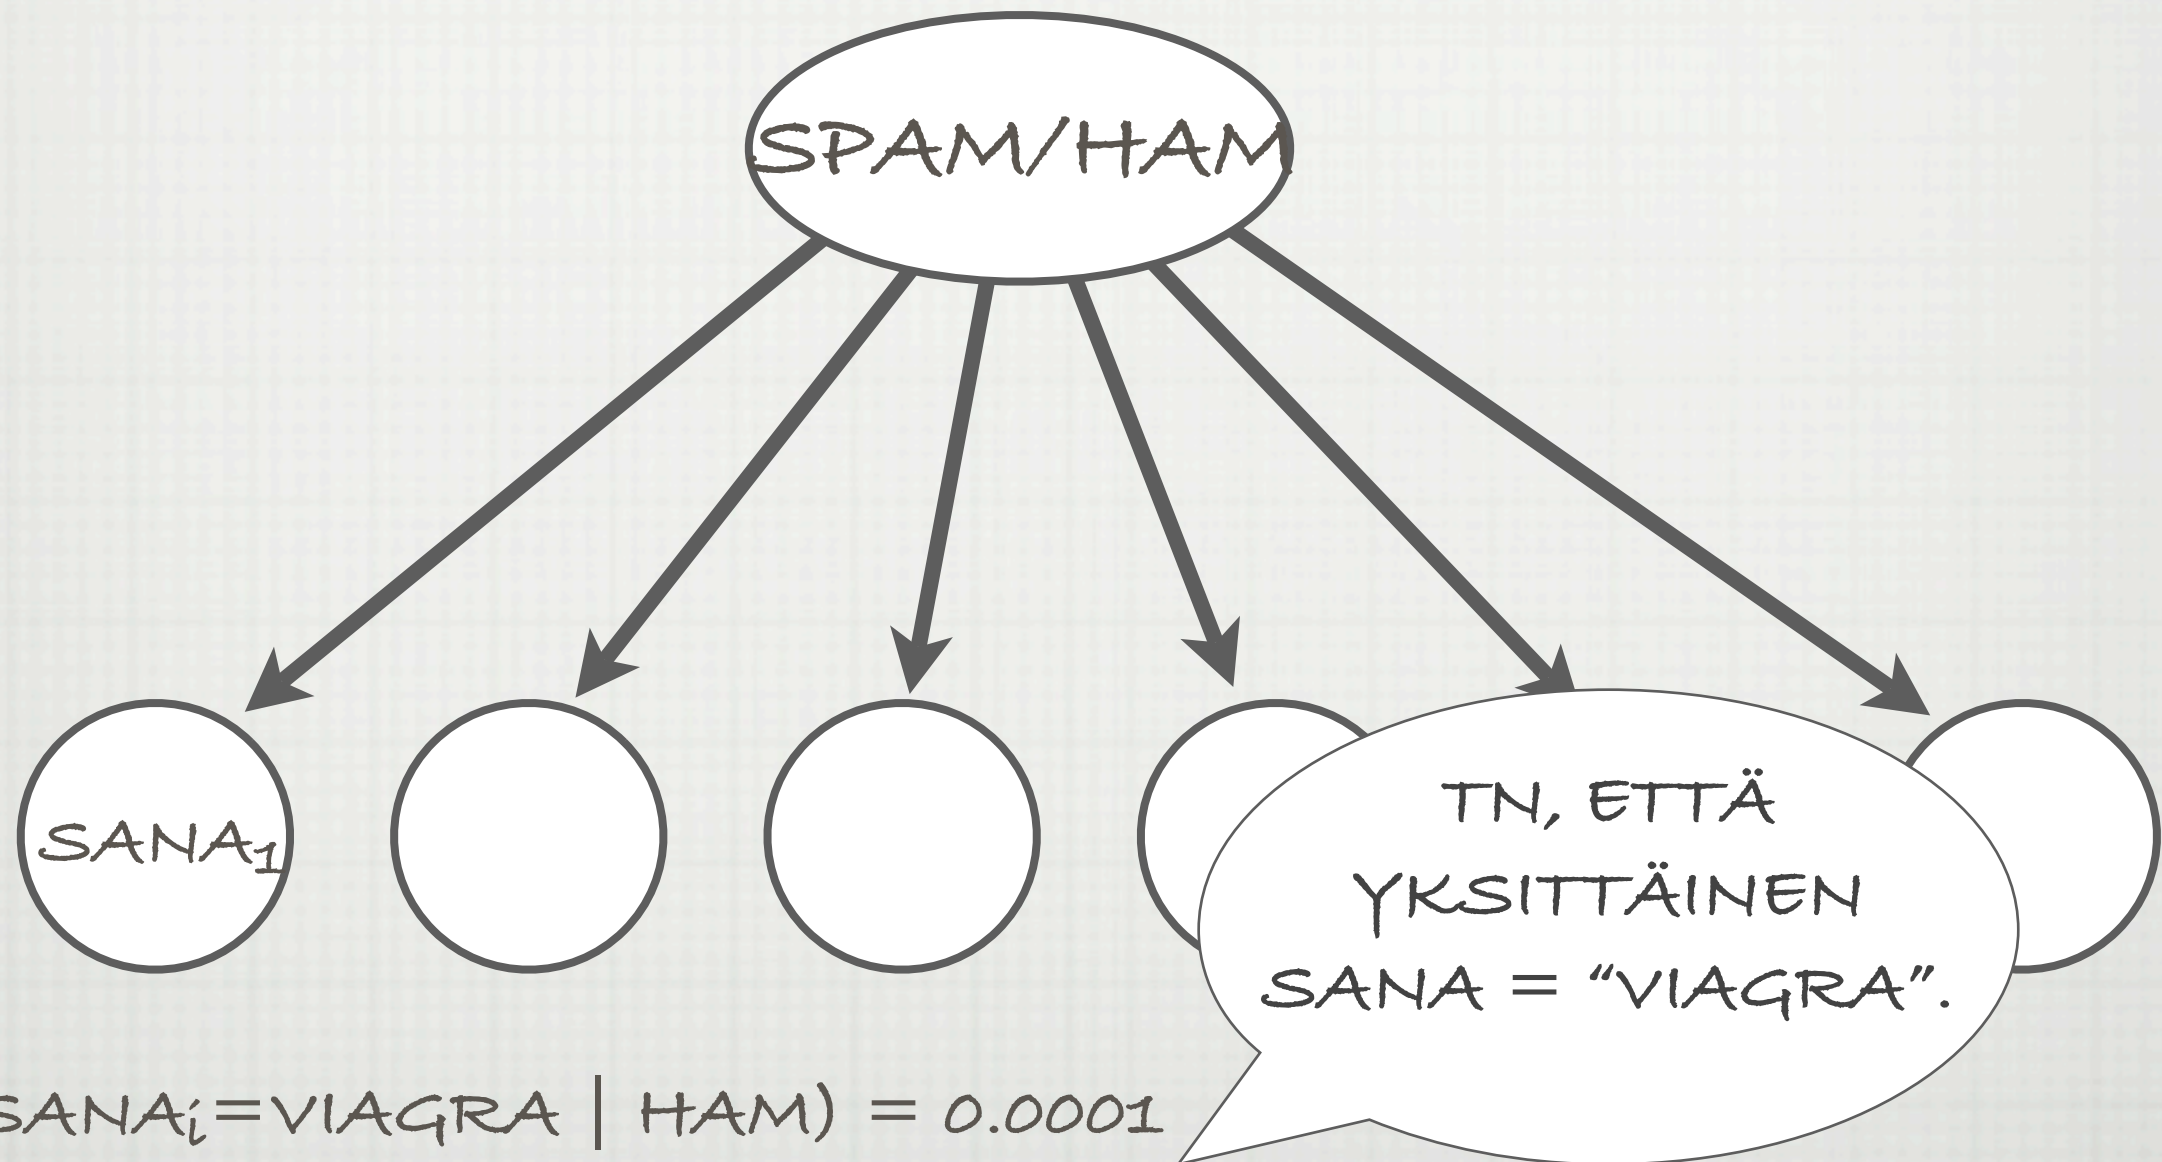 SPAM/HAM
SANA₁
TN, ETTÄ
YKSITTÄINEN
SANA = “VIAGRA”.
SANAᵢ=VIAGRA | HAM) = 0.0001